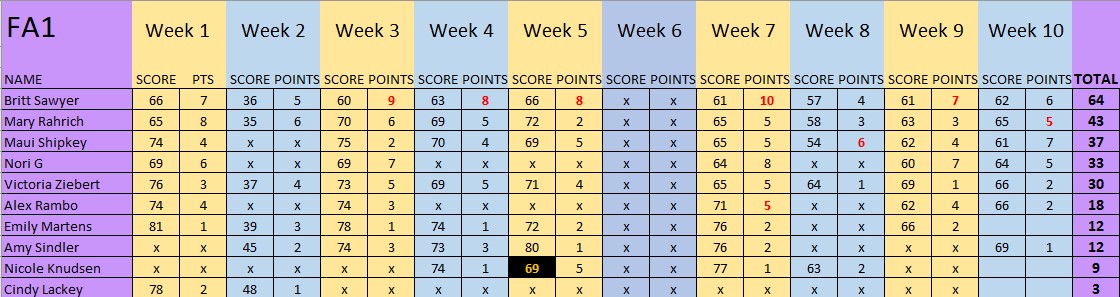 FA1 Week 1 Week 2 Week 3 Week 4 Week 5 Week 6 Week 7 Week 8 Week 9 Week 10
NAME SCORE PTS SCORE POINTS SCORE POINTS SCORE POINTS SCORE POINTS SCORE POINTS SCORE POINTS SCORE POINTS SCORE POINTS SCORE POINTS TOTAL
Britt Sawyer 66 7 36 5 60 9 63 8 66 8 x x 61 10 57 4 61 7 62 6 64
Mary Rahrich 65 8 35 6 70 6 69 5 72 2 x x 65 5 58 3 63 3 65 5 43
Maui Shipkey 74 4 x x 75 2 70 4 69 5 x x 65 5 54 6 62 4 61 7 37
Nori G 69 6 x x 69 7 x x x x x x 64 8 x x 60 7 64 5 33
Victoria Ziebert 76 3 37 4 73 5 69 5 71 4 x x 65 5 64 1 69 1 66 2 30
Alex Rambo 74 4 x x 74 3 x x x x x x 71 5 x x 62 4 66 2 18
Emily Martens 81 1 39 3 78 1 74 1 72 2 x x 76 2 x x 66 2 12
Amy Sindler x x 45 2 74 3 73 3 80 1 x x 76 2 x x x x 69 1 12
Nicole Knudsen x x x x x x 74 1 69 5 x x 77 1 63 2 x x 9
Cindy Lackey 78 2 48 1 x x x x x x x x x x x x x x 3